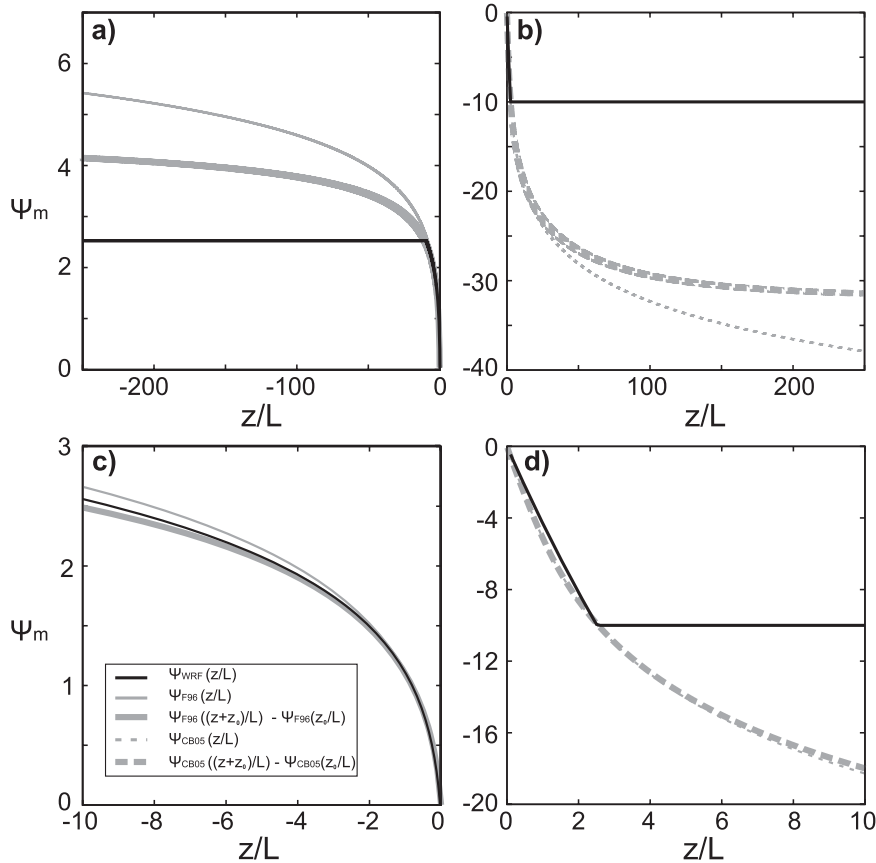 a)
6
4
2
0
Ψm
-200
-100
0
z/L
b)
0
-10
-20
-30
-40
0
100
200
z/L
c)
3
2
1
0
Ψm
-10
-8
-6
-4
-2
0
z/L
ΨWRF (z/L)
ΨF96 (z/L)
ΨF96 ((z+z₀)/L) - ΨF96(z₀/L)
ΨCB05 (z/L)
ΨCB05 ((z+z₀)/L) - ΨCB05(z₀/L)
d)
0
-4
-8
-12
-16
-20
0
2
4
6
8
10
z/L